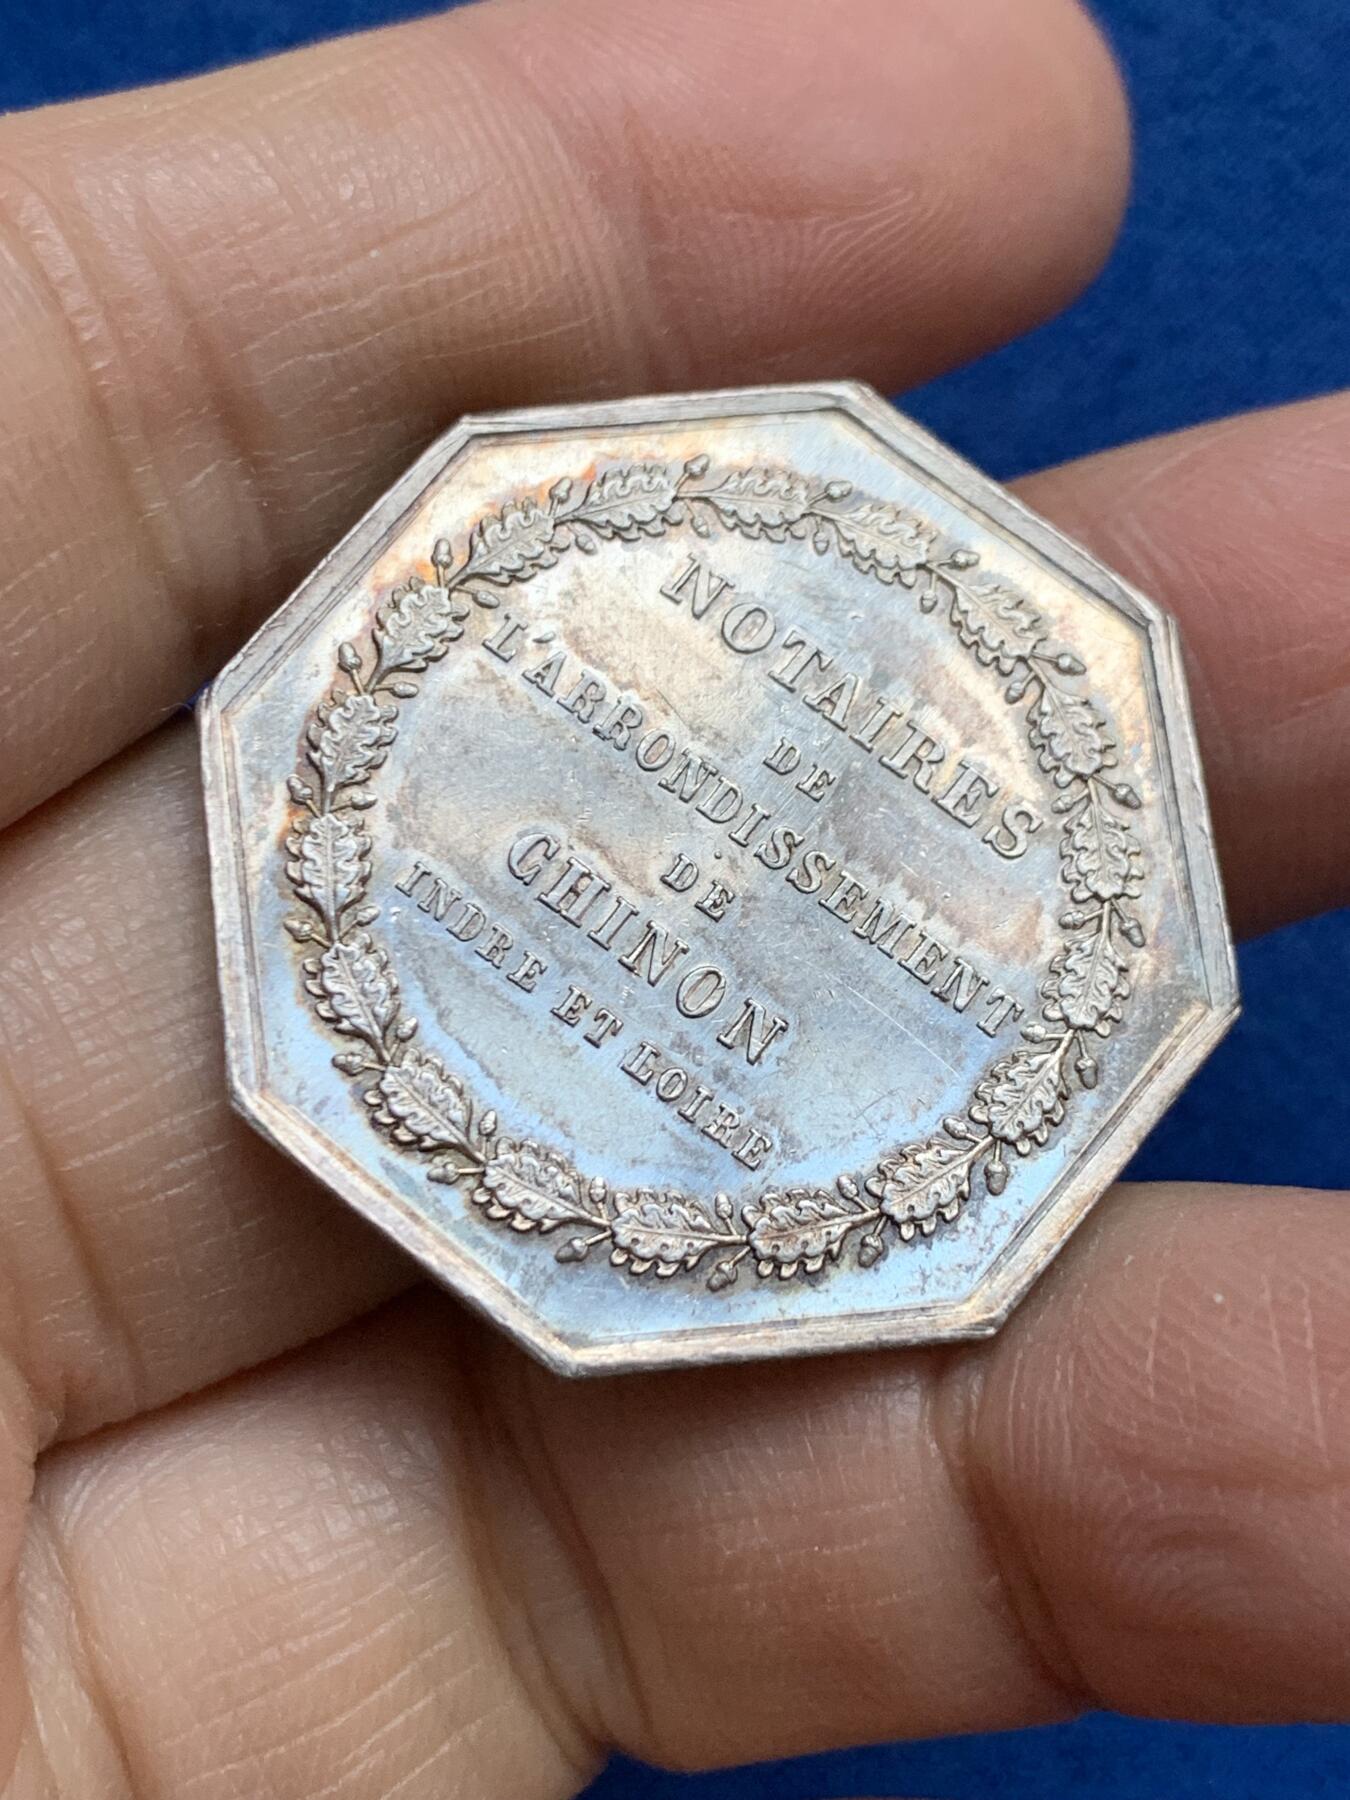 NOTAIRES
DE
L'ARRONDISSEMENT
DE
CHINON
INDRE ET LOIRE